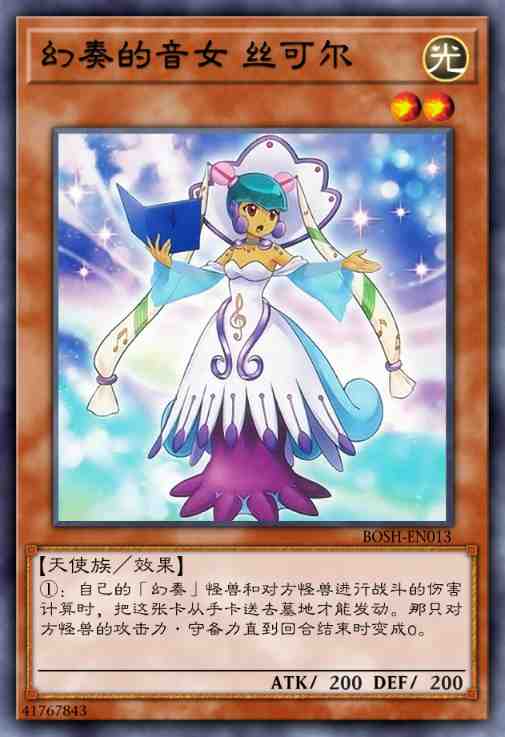 幻奏的音女 丝可尔
光
BOSH-EN013
【天使族／效果】
①：自己的「幻奏」怪兽和对方怪兽进行战斗的伤害
计算时，把这张卡从手卡送去墓地才能发动。那只对
方怪兽的攻击力·守备力直到回合结束时变成0。
ATK/ 200 DEF/ 200
41767843